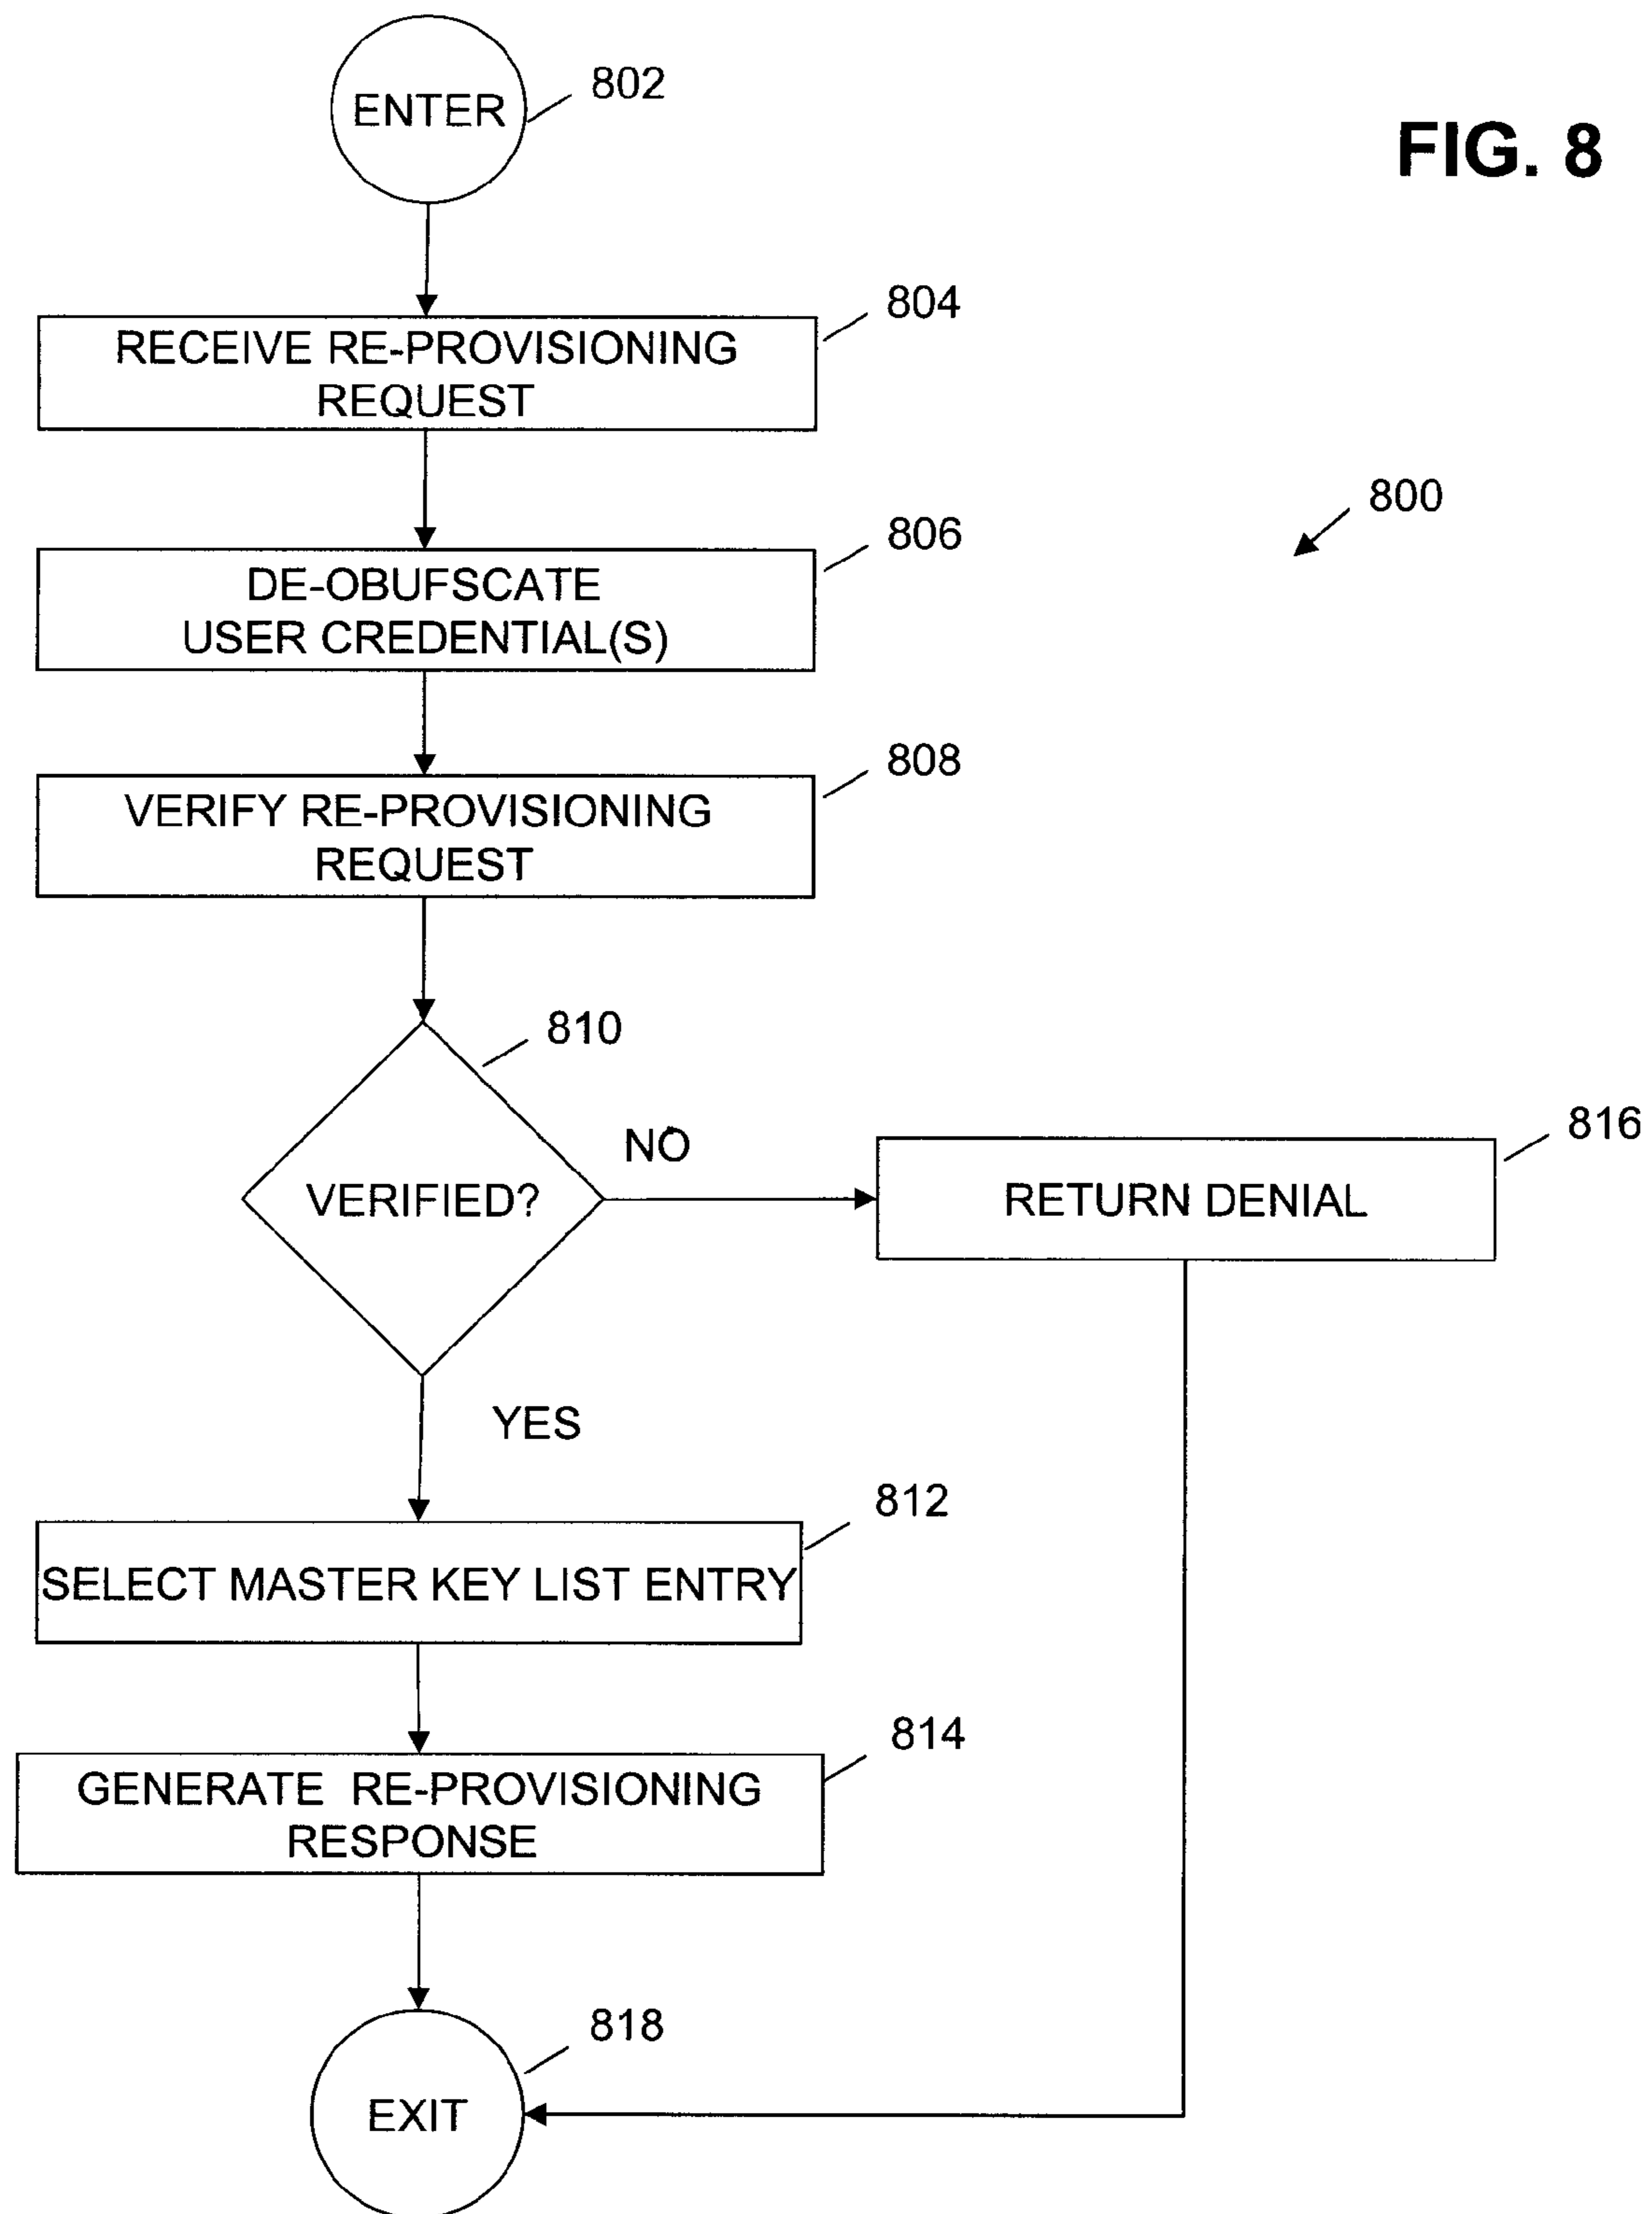 ENTER
802
FIG. 8
804
RECEIVE RE-PROVISIONING
REQUEST
800
806
DE-OBUFSCATE
USER CREDENTIAL(S)
808
VERIFY RE-PROVISIONING
REQUEST
810
NO
816
VERIFIED?
RETURN DENIAL
YES
812
SELECT MASTER KEY LIST ENTRY
814
GENERATE RE-PROVISIONING
RESPONSE
818
EXIT